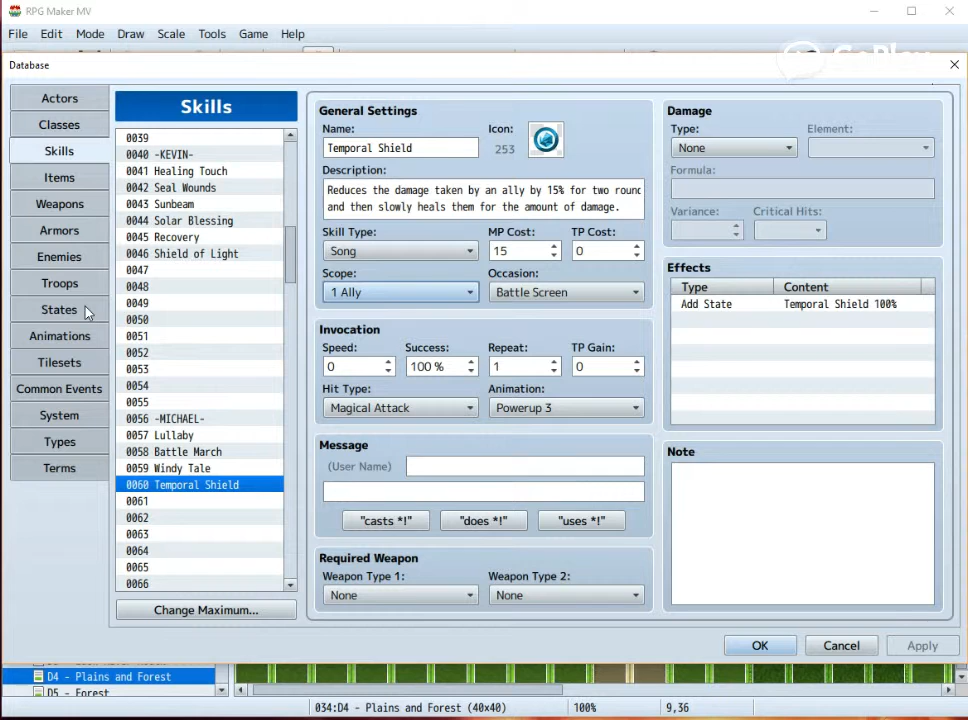 RPG Maker MV
File Edit Mode Draw Scale Tools Game Help
GoPlay
Database
Actors
Classes
Skills
Items
Weapons
Armors
Enemies
Troops
States
Animations
Tilesets
Common Events
System
Types
Terms
Skills
0039
0040 -KEVIN-
0041 Healing Touch
0042 Seal Wounds
0043 Sunbeam
0044 Solar Blessing
0045 Recovery
0046 Shield of Light
0047
0048
0049
0050
0051
0052
0053
0054
0055
0056 -MICHAEL-
0057 Lullaby
0058 Battle March
0059 Windy Tale
0060 Temporal Shield
0061
0062
0063
0064
0065
0066
Change Maximum...
General Settings
Name: Icon:
Temporal Shield 253
Description:
Reduces the damage taken by an ally by 15% for two round
and then slowly heals them for the amount of damage.
Skill Type: MP Cost: TP Cost:
Song 15 0
Scope: Occasion:
1 Ally Battle Screen
Invocation
Speed: Success: Repeat: TP Gain:
0 100 % 1 0
Hit Type: Animation:
Magical Attack Powerup 3
Message
(User Name)
"casts *!" "does *!" "uses *!"
Required Weapon
Weapon Type 1: Weapon Type 2:
None None
Damage
Type: Element:
None
Formula:
Variance: Critical Hits:
Effects
Type Content
Add State Temporal Shield 100%
Note
OK Cancel Apply
D4 - Plains and Forest
D5 - Forest
034:D4 - Plains and Forest (40x40) 100% 9,36